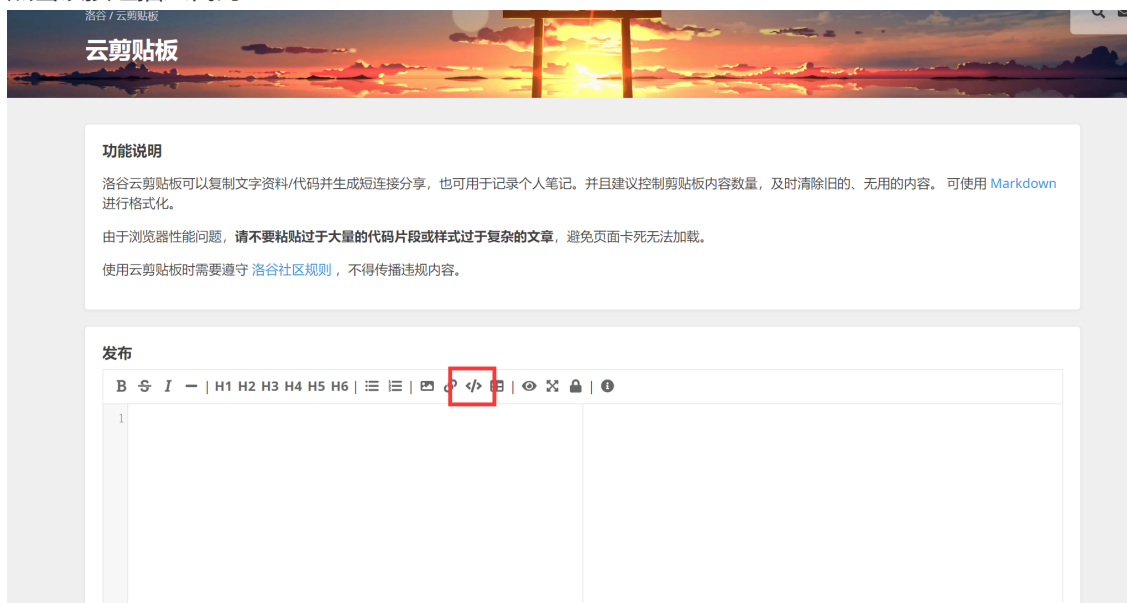 洛谷 / 云剪贴板
云剪贴板
功能说明
洛谷云剪贴板可以复制文字资料/代码并生成短连接分享，也可用于记录个人笔记。并且建议控制剪贴板内容数量，及时清除旧的、无用的内容。 可使用 Markdown
进行格式化。
由于浏览器性能问题，请不要粘贴过于大量的代码片段或样式过于复杂的文章，避免页面卡死无法加载。
使用云剪贴板时需要遵守 洛谷社区规则 ，不得传播违规内容。
发布
B S I — | H1 H2 H3 H4 H5 H6 | | </> | |
1